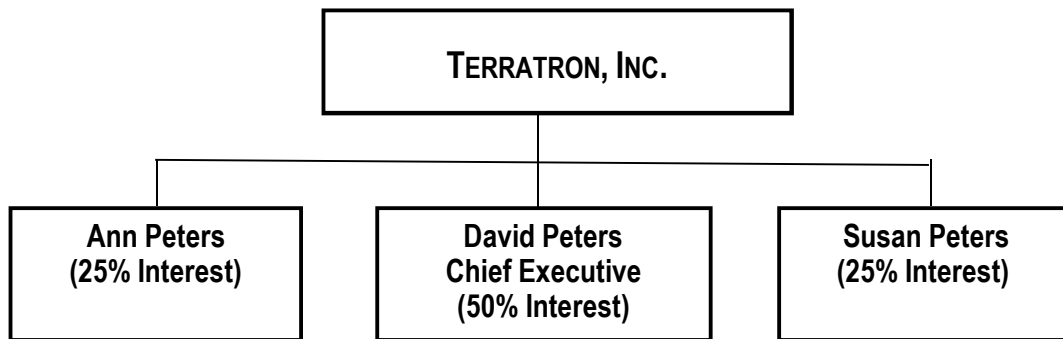 TERRATRON, INC.
Ann Peters
(25% Interest)
David Peters
Chief Executive
(50% Interest)
Susan Peters
(25% Interest)